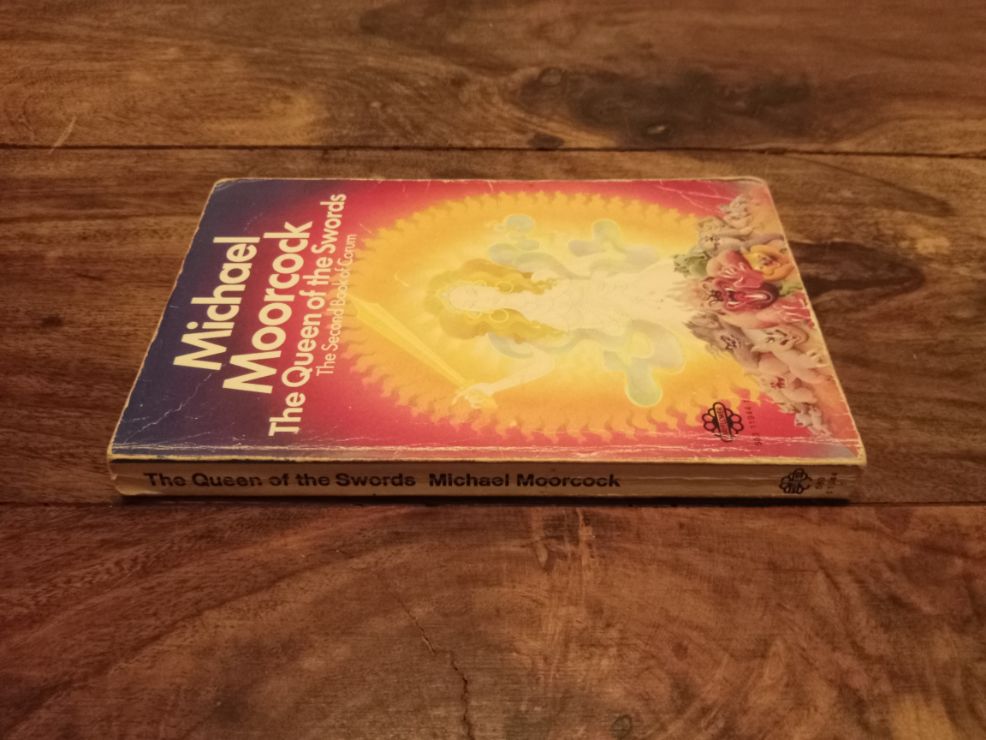 Michael
Moorcock
The Queen of the Swords
The Second Book of Corum
The Queen of the Swords Michael Moorcock